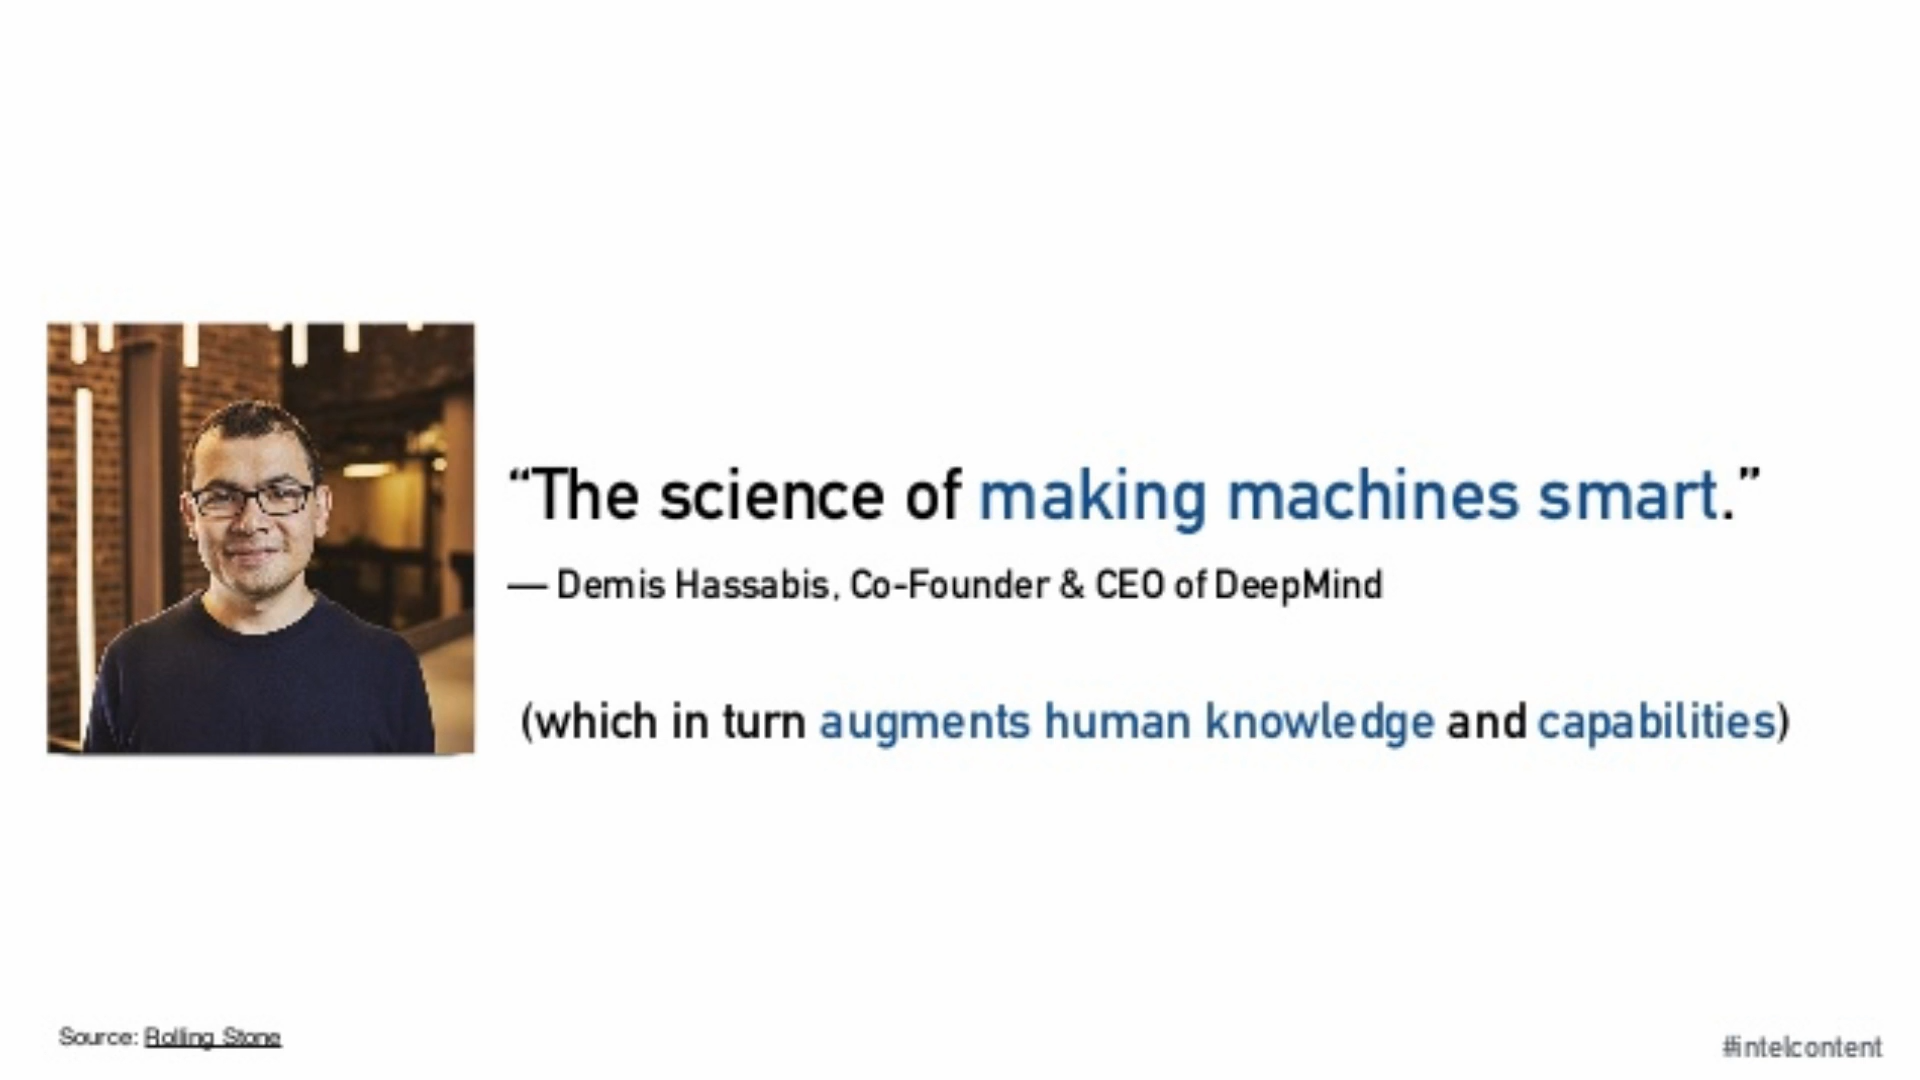 “The science of making machines smart.”
— Demis Hassabis, Co-Founder & CEO of DeepMind
(which in turn augments human knowledge and capabilities)
Source: Rolling Stone
#intelcontent